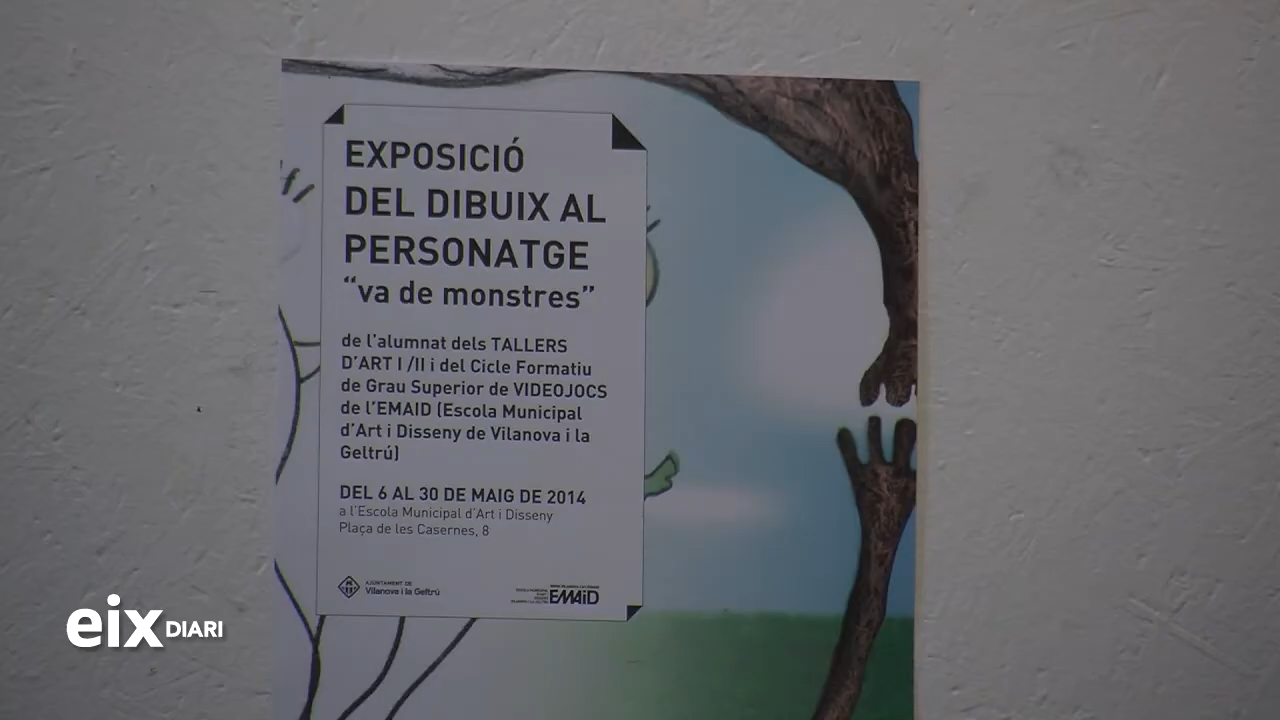 EXPOSICIÓ
DEL DIBUIX AL
PERSONATGE
“va de monstres”
de l'alumnat dels TALLERS
D'ART I /II i del Cicle Formatiu
de Grau Superior de VIDEOJOCS
de l'EMAID (Escola Municipal
d'Art i Disseny de Vilanova i la
Geltrú)
DEL 6 AL 30 DE MAIG DE 2014
a l'Escola Municipal d'Art i Disseny
Plaça de les Casernes, 8
AJUNTAMENT DE
Vilanova i la Geltrú
EMAiD
eix DIARI